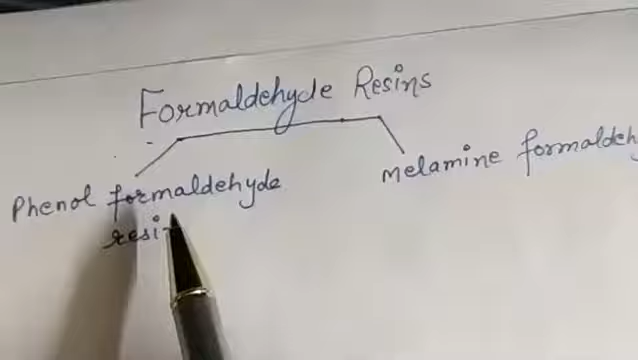 Formaldehyde Resins
Phenol formaldehyde
Melamine